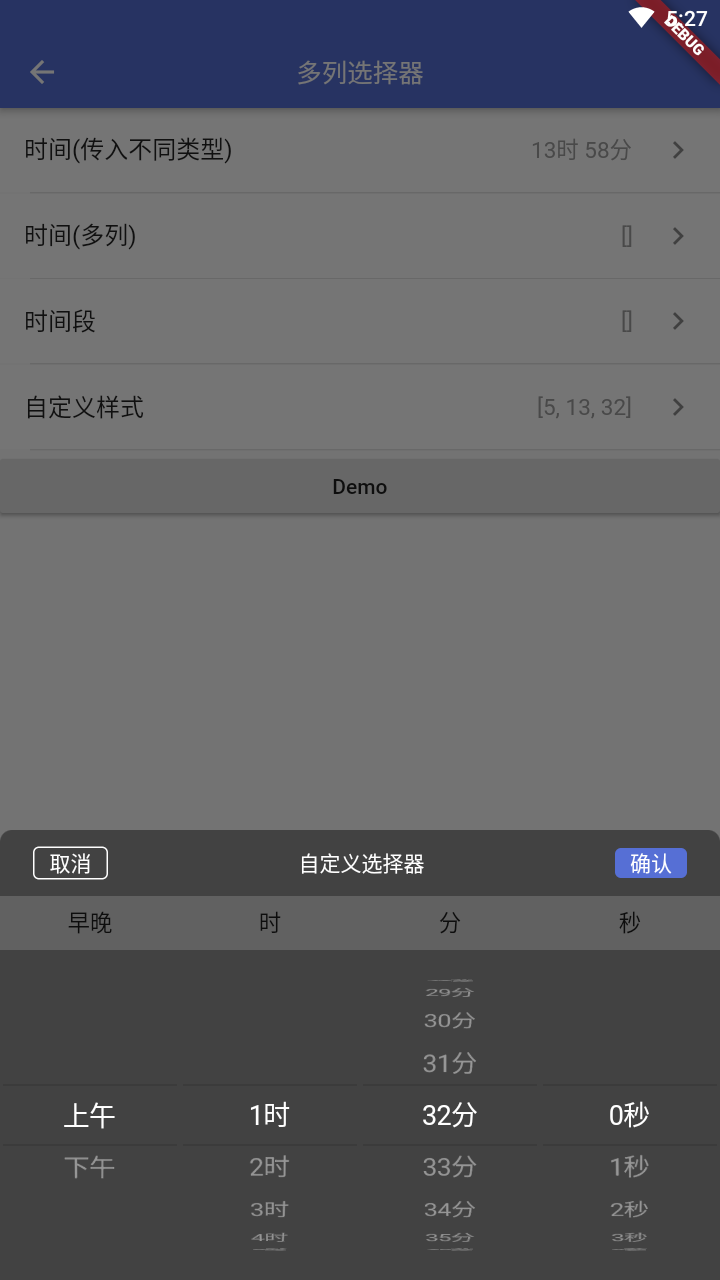 5:27
DEBUG
多列选择器
时间(传入不同类型) 13时 58分
时间(多列) []
时间段 []
自定义样式 [5, 13, 32]
Demo
取消 自定义选择器 确认
早晚 时 分 秒
29分
30分
31分
上午 1时 32分 0秒
下午 2时 33分 1秒
3时 34分 2秒
4时 35分 3秒